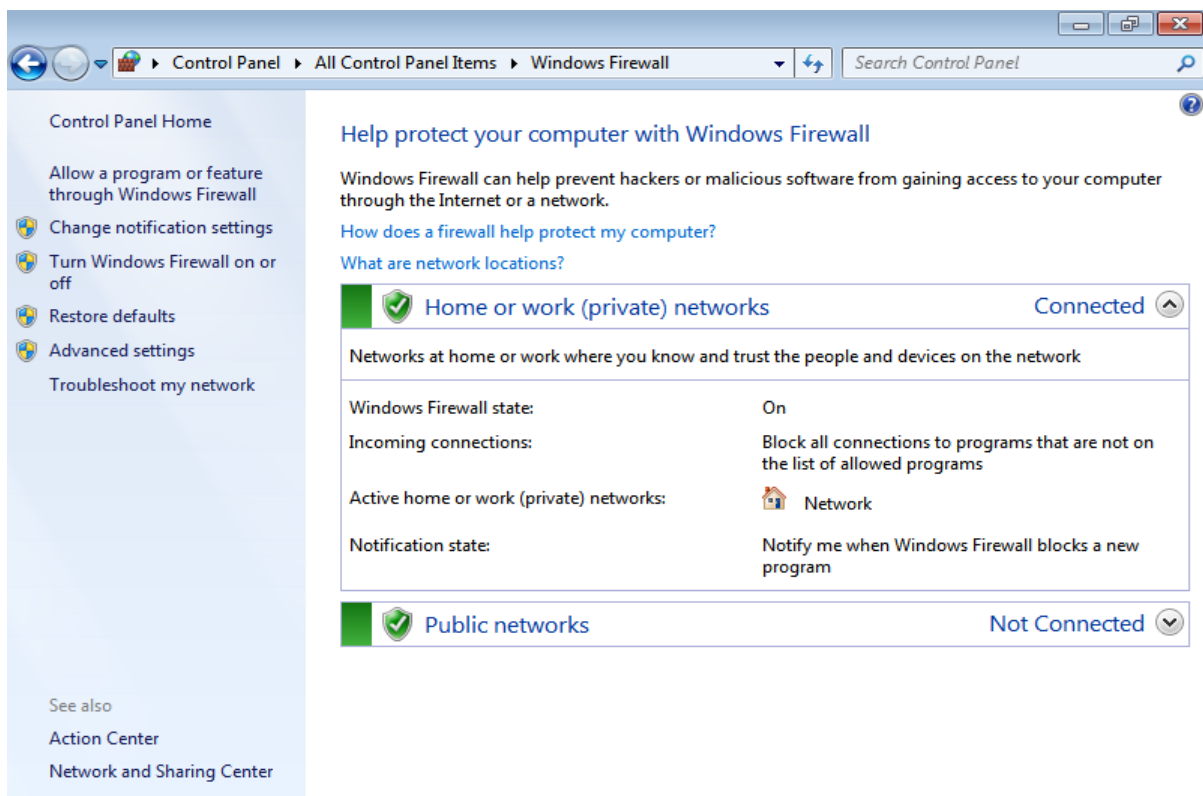 Control Panel ▸ All Control Panel Items ▸ Windows Firewall
Search Control Panel
Control Panel Home
Allow a program or feature
through Windows Firewall
Change notification settings
Turn Windows Firewall on or
off
Restore defaults
Advanced settings
Troubleshoot my network
See also
Action Center
Network and Sharing Center
Help protect your computer with Windows Firewall
Windows Firewall can help prevent hackers or malicious software from gaining access to your computer
through the Internet or a network.
How does a firewall help protect my computer?
What are network locations?
Home or work (private) networks Connected
Networks at home or work where you know and trust the people and devices on the network
Windows Firewall state: On
Incoming connections: Block all connections to programs that are not on
the list of allowed programs
Active home or work (private) networks: Network
Notification state: Notify me when Windows Firewall blocks a new
program
Public networks Not Connected